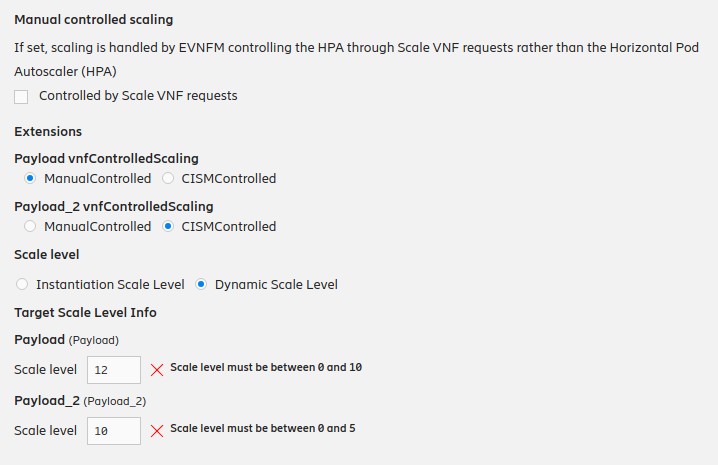 Manual controlled scaling
If set, scaling is handled by EVNFM controlling the HPA through Scale VNF requests rather than the Horizontal Pod
Autoscaler (HPA)
Controlled by Scale VNF requests
Extensions
Payload vnfControlledScaling
ManualControlled CISMControlled
Payload_2 vnfControlledScaling
ManualControlled CISMControlled
Scale level
Instantiation Scale Level Dynamic Scale Level
Target Scale Level Info
Payload (Payload)
Scale level 12 Scale level must be between 0 and 10
Payload_2 (Payload_2)
Scale level 10 Scale level must be between 0 and 5